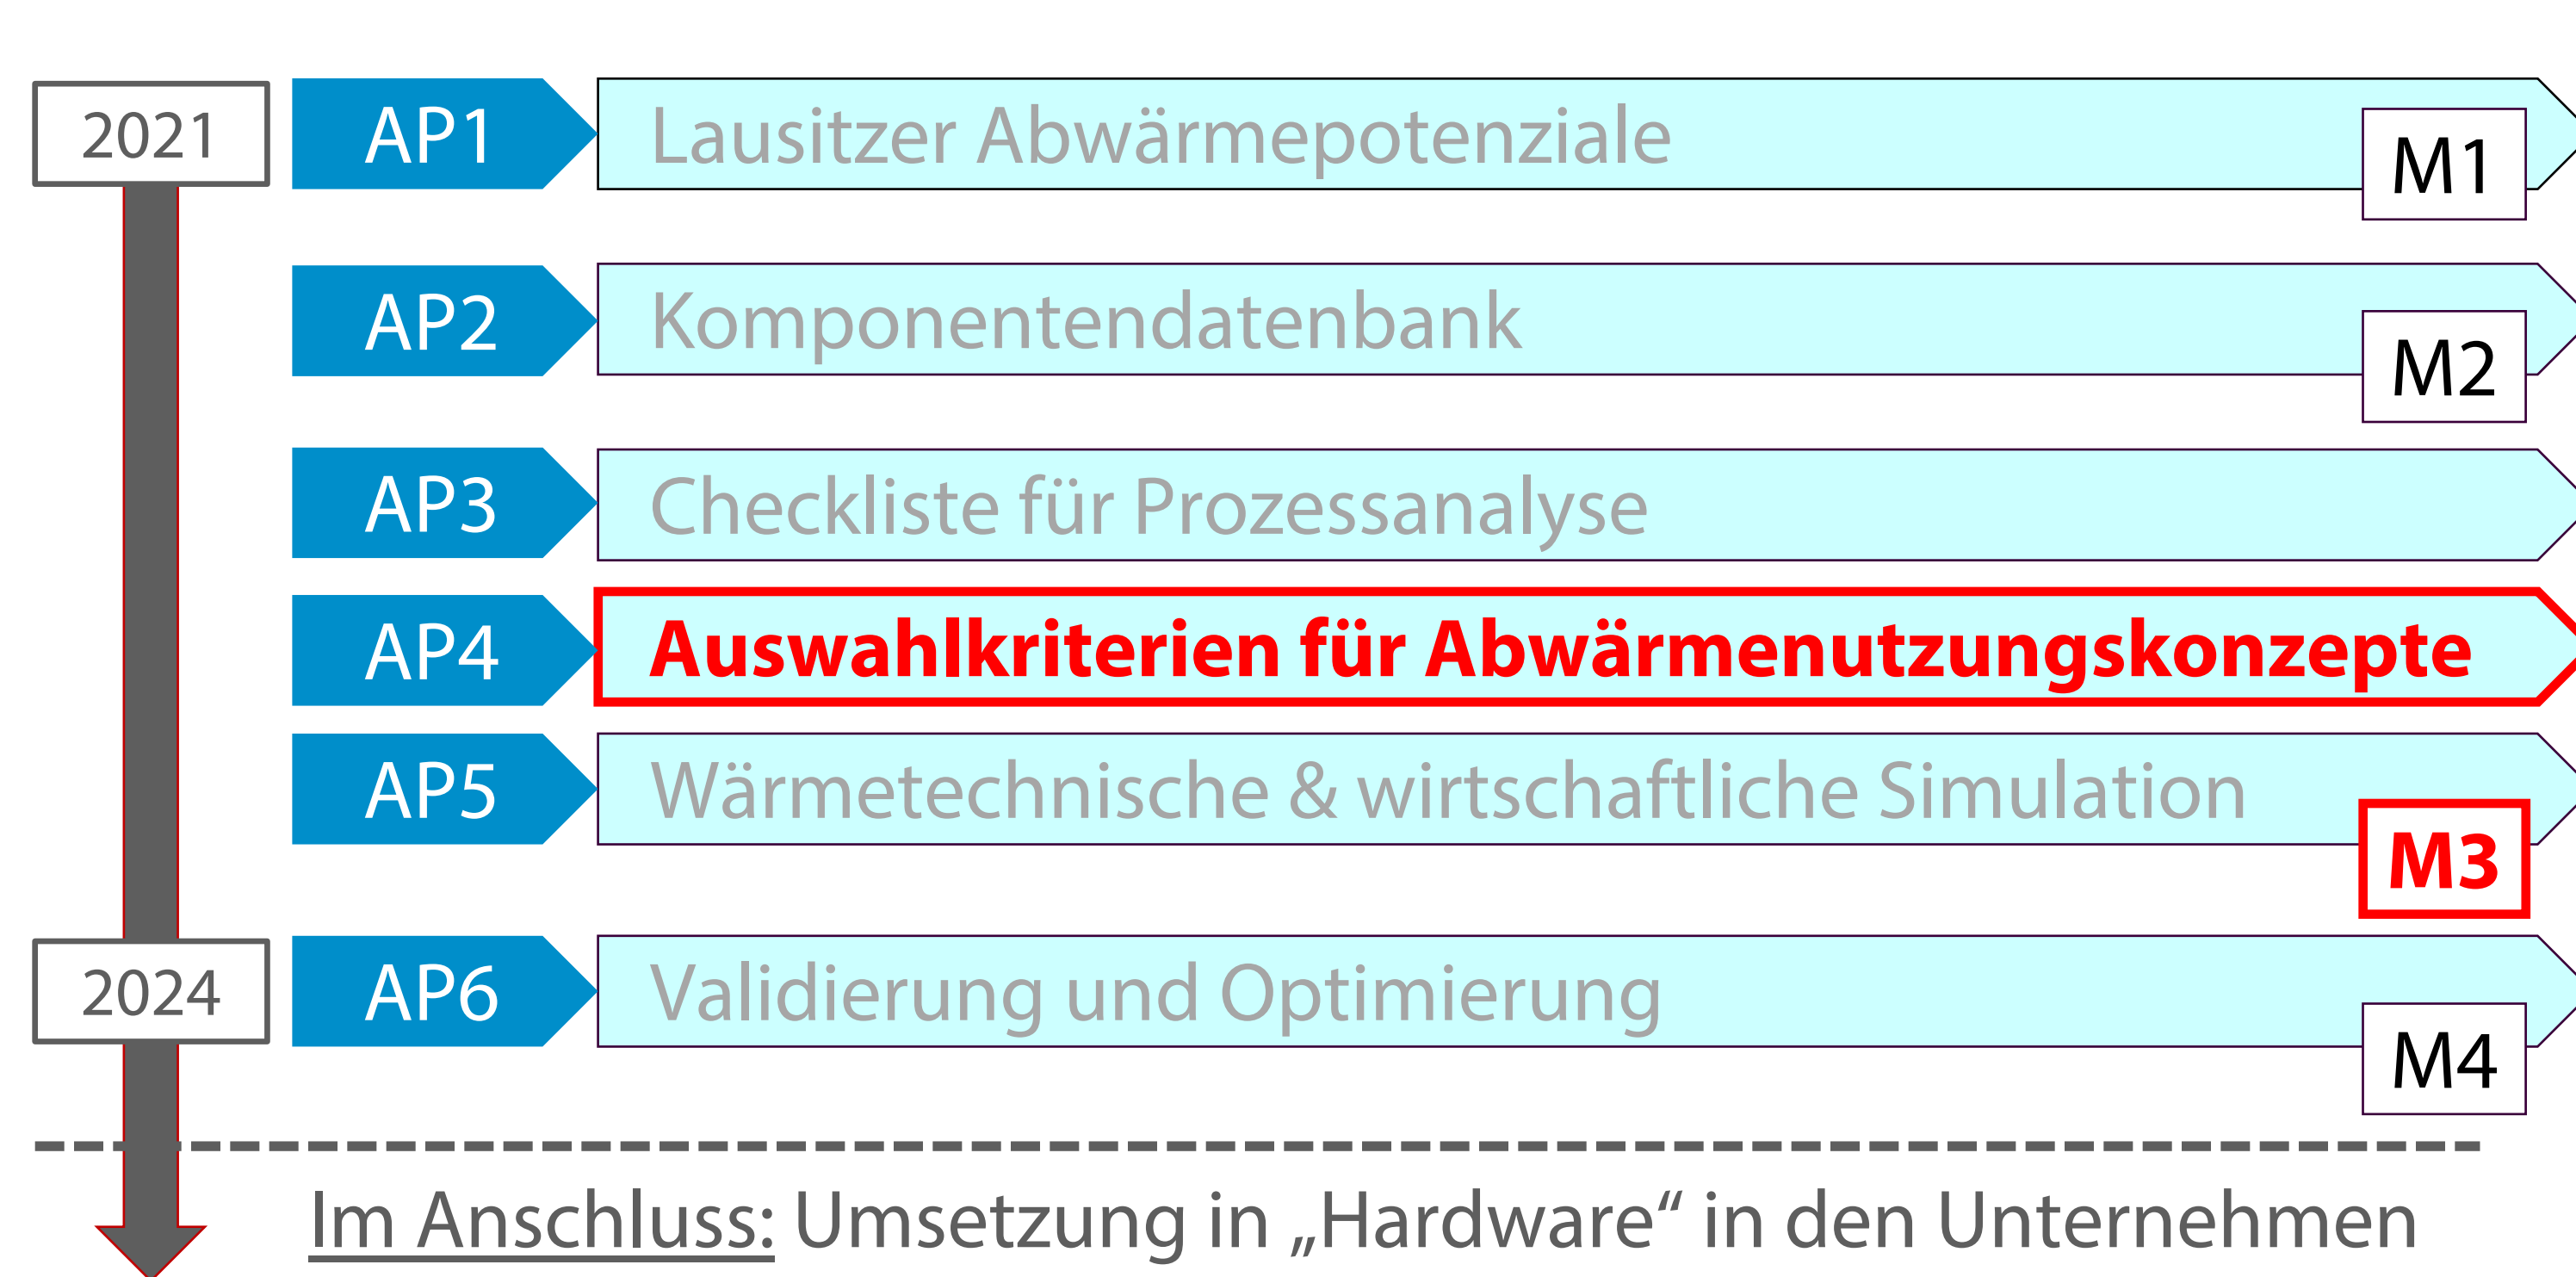 2021
AP1
Lausitzer Abwärmepotenziale
M1
AP2
Komponentendatenbank
M2
AP3
Checkliste für Prozessanalyse
AP4
Auswahlkriterien für Abwärmenutzungskonzepte
AP5
Wärmetechnische & wirtschaftliche Simulation
M3
2024
AP6
Validierung und Optimierung
M4
Im Anschluss: Umsetzung in „Hardware“ in den Unternehmen